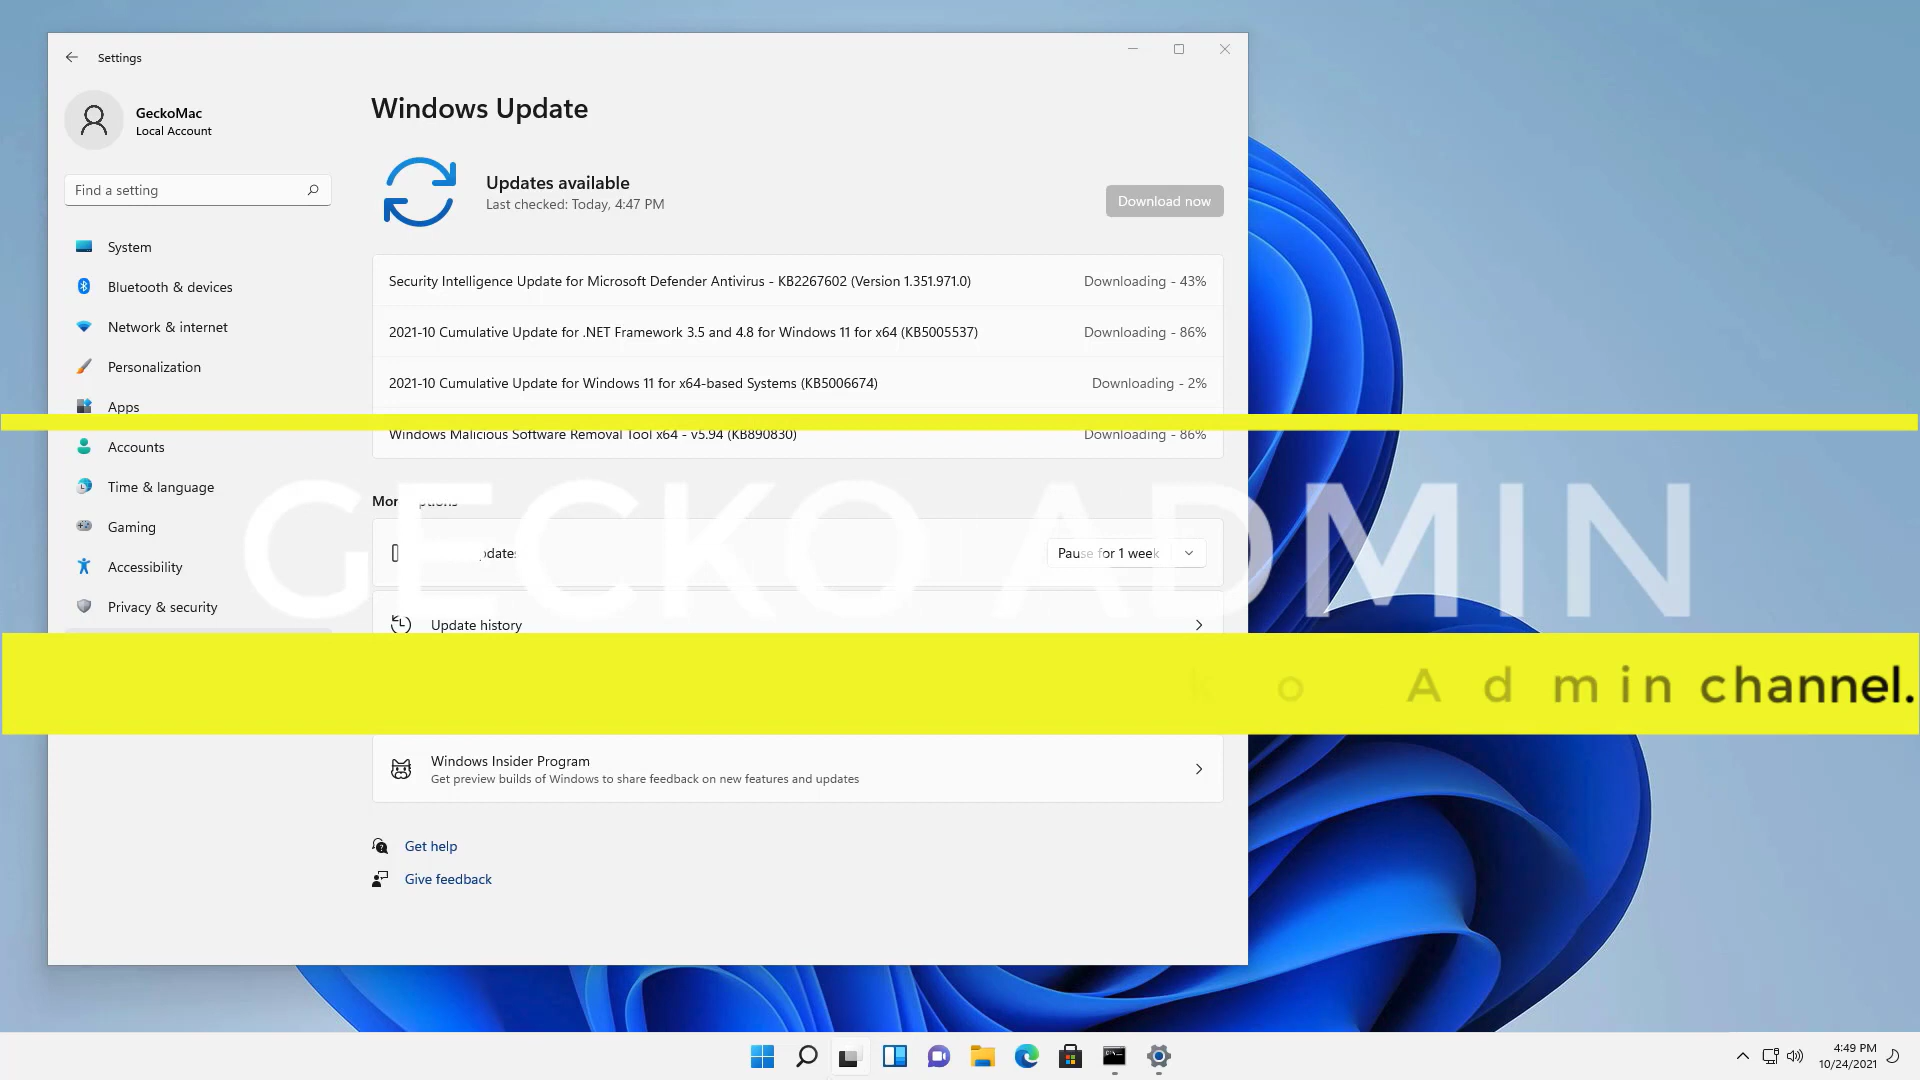 Settings
GeckoMac
Local Account
Find a setting
System
Bluetooth & devices
Network & internet
Personalization
Apps
Accounts
Time & language
Gaming
Accessibility
Privacy & security
Windows Update
Updates available
Last checked: Today, 4:47 PM
Download now
Security Intelligence Update for Microsoft Defender Antivirus - KB2267602 (Version 1.351.971.0) Downloading - 43%
2021-10 Cumulative Update for .NET Framework 3.5 and 4.8 for Windows 11 for x64 (KB5005537) Downloading - 86%
2021-10 Cumulative Update for Windows 11 for x64-based Systems (KB5006674) Downloading - 2%
Windows Malicious Software Removal Tool x64 - v5.94 (KB890830) Downloading - 86%
GECKO ADMIN
Pause for 1 week
Update history
k o Admin channel.
Windows Insider Program
Get preview builds of Windows to share feedback on new features and updates
Get help
Give feedback
4:49 PM
10/24/2021